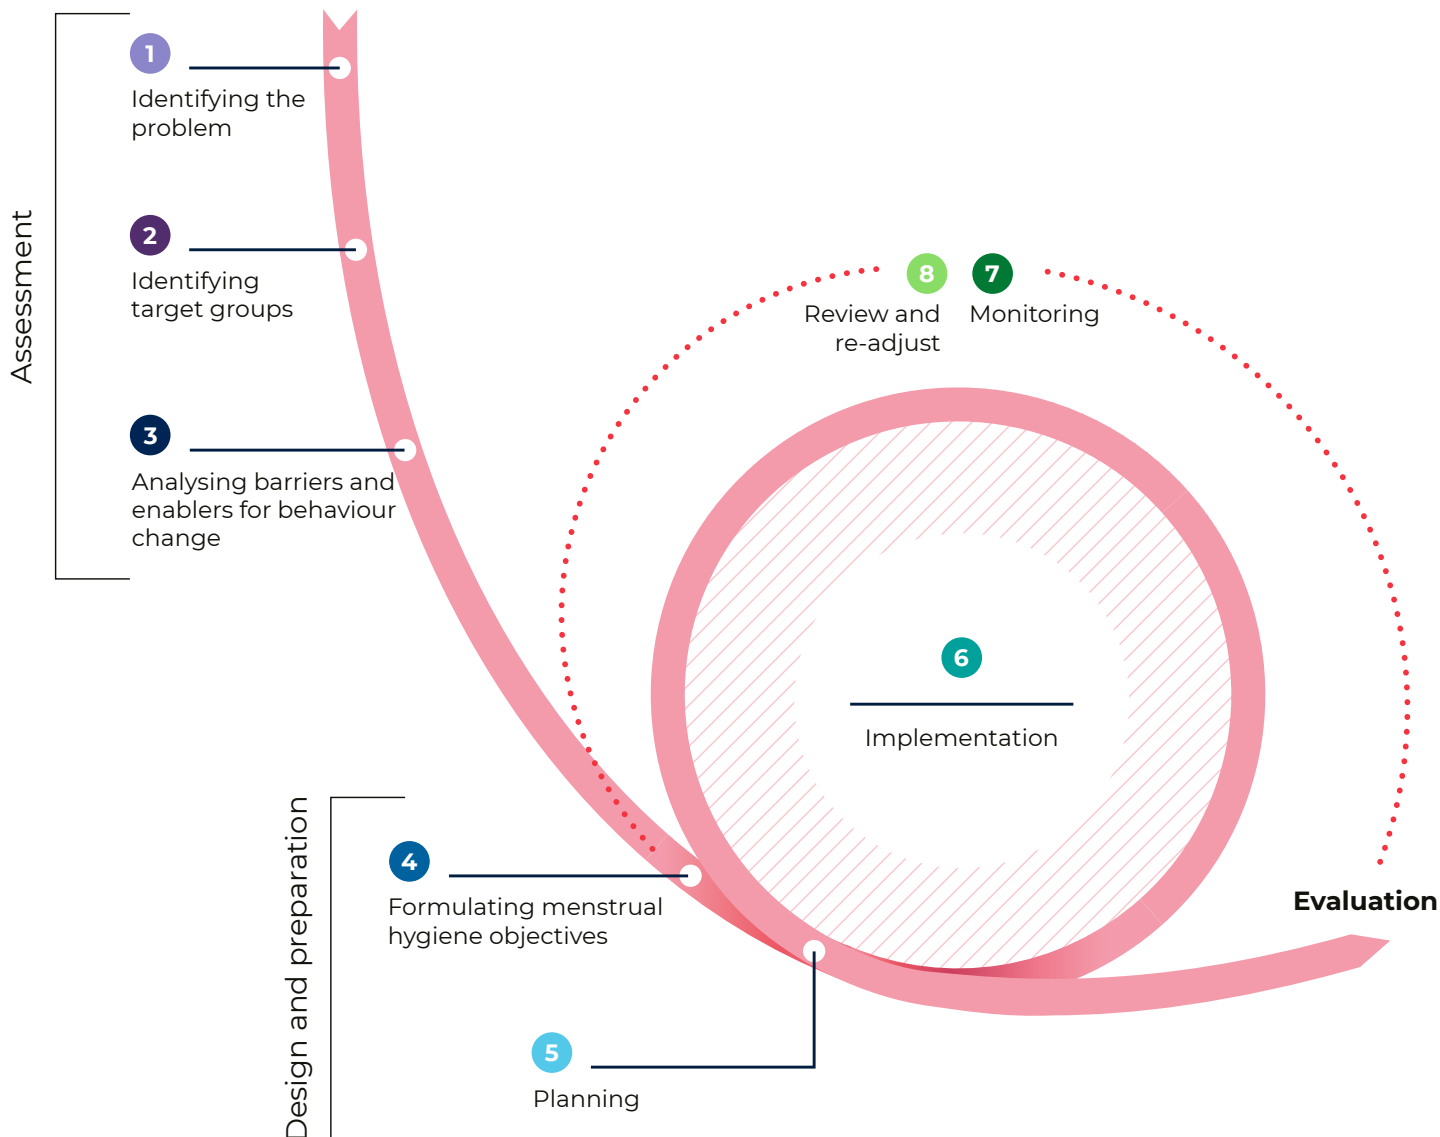 Assessment
1
Identifying the
problem
2
Identifying
target groups
3
Analysing barriers and
enablers for behaviour
change
Design and preparation
4
Formulating menstrual
hygiene objectives
5
Planning
6
Implementation
7
Monitoring
8
Review and
re-adjust
Evaluation